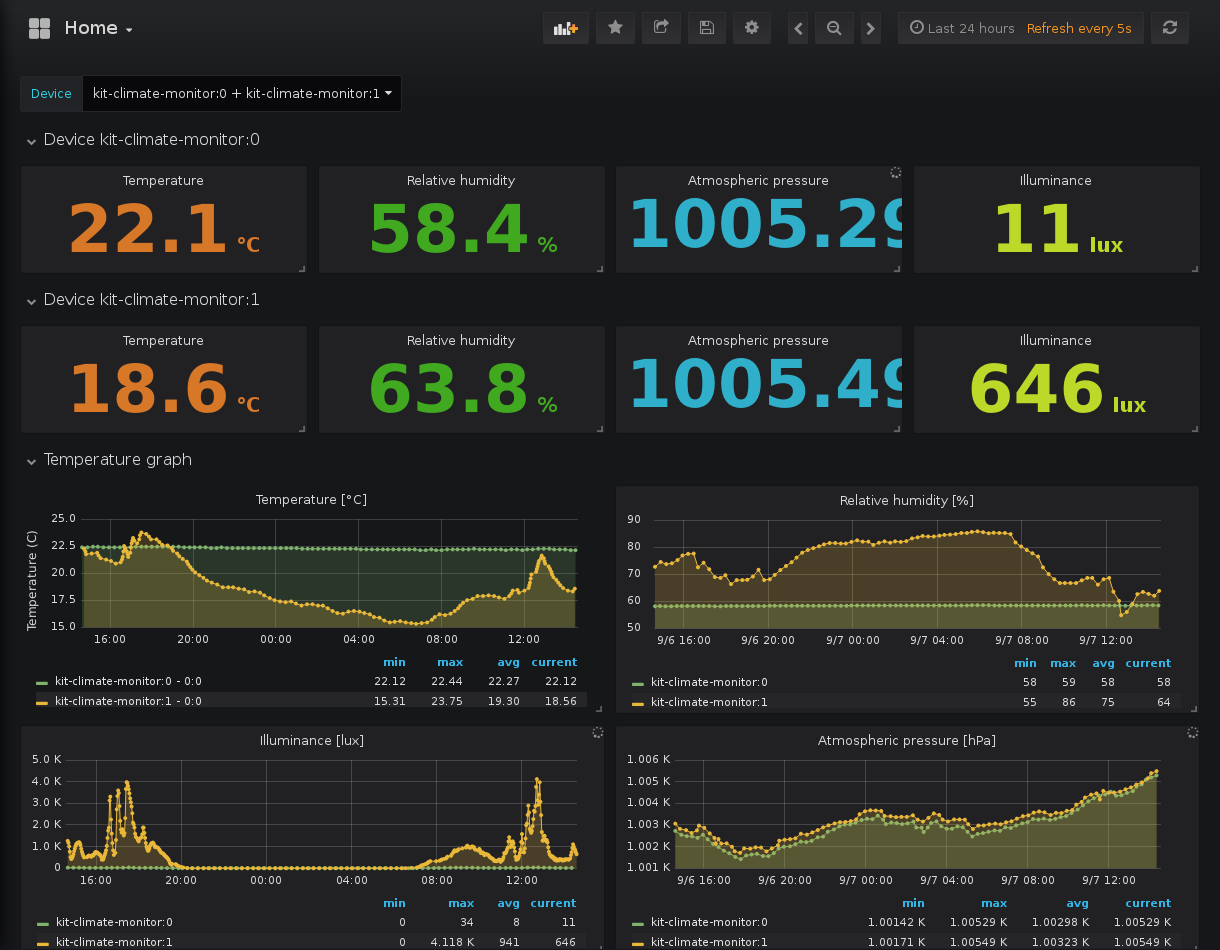 Home
Last 24 hours Refresh every 5s
Device kit-climate-monitor:0 + kit-climate-monitor:1
Device kit-climate-monitor:0
Temperature Relative humidity Atmospheric pressure Illuminance
22.1 °C 58.4 % 1005.29 11 lux
Device kit-climate-monitor:1
Temperature Relative humidity Atmospheric pressure Illuminance
18.6 °C 63.8 % 1005.49 646 lux
Temperature graph
Temperature [°C]
Temperature (C)
25.0
22.5
20.0
17.5
15.0
16:00 20:00 00:00 04:00 08:00 12:00
min max avg current
kit-climate-monitor:0 - 0:0 22.12 22.44 22.27 22.12
kit-climate-monitor:1 - 0:0 15.31 23.75 19.30 18.56
Relative humidity [%]
90
80
70
60
50
9/6 16:00 9/6 20:00 9/7 00:00 9/7 04:00 9/7 08:00 9/7 12:00
min max avg current
kit-climate-monitor:0 58 59 58 58
kit-climate-monitor:1 55 86 75 64
Illuminance [lux]
5.0 K
4.0 K
3.0 K
2.0 K
1.0 K
0
16:00 20:00 00:00 04:00 08:00 12:00
min max avg current
kit-climate-monitor:0 0 34 8 11
kit-climate-monitor:1 0 4.118 K 941 646
Atmospheric pressure [hPa]
1.006 K
1.005 K
1.004 K
1.003 K
1.002 K
1.001 K
9/6 16:00 9/6 20:00 9/7 00:00 9/7 04:00 9/7 08:00 9/7 12:00
min max avg current
kit-climate-monitor:0 1.00142 K 1.00529 K 1.00298 K 1.00529 K
kit-climate-monitor:1 1.00171 K 1.00549 K 1.00323 K 1.00549 K